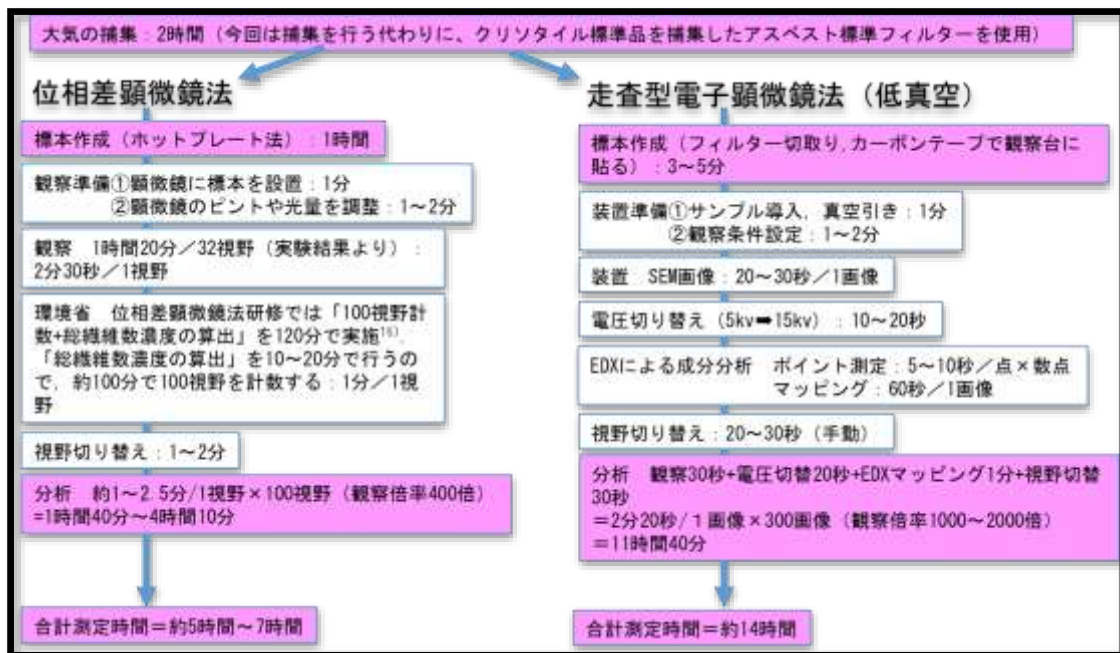 大気の捕集：2時間（今回は捕集を行う代わりに、クリソタイル標準品を捕集したアスベスト標準フィルターを使用）
位相差顕微鏡法
標本作成（ホットプレート法）：1時間
観察準備①顕微鏡に標本を設置：1分
②顕微鏡のピントや光量を調整：1～2分
観察　1時間20分／32視野（実験結果より）：
2分30秒／1視野
環境省　位相差顕微鏡法研修では「100視野計
数+総繊維数濃度の算出」を120分で実施¹⁶⁾.
「総繊維数濃度の算出」を10～20分で行うの
で, 約100分で100視野を計数する：1分／1視
野
視野切り替え：1～2分
分析　約1～2.5分/1視野×100視野（観察倍率400倍）
=1時間40分～4時間10分
合計測定時間＝約5時間～7時間
走査型電子顕微鏡法（低真空）
標本作成（フィルター切取り, カーボンテープで観察台に
貼る）：3～5分
装置準備①サンプル導入, 真空引き：1分
②観察条件設定：1～2分
装置　SEM画像：20～30秒／1画像
電圧切り替え（5kv➡15kv）：10～20秒
EDXによる成分分析　ポイント測定：5～10秒／点×数点
マッピング：60秒／1画像
視野切り替え：20～30秒（手動）
分析　観察30秒+電圧切替20秒+EDXマッピング1分+視野切替
30秒
＝2分20秒/１画像×300画像（観察倍率1000～2000倍）
＝11時間40分
合計測定時間＝約14時間